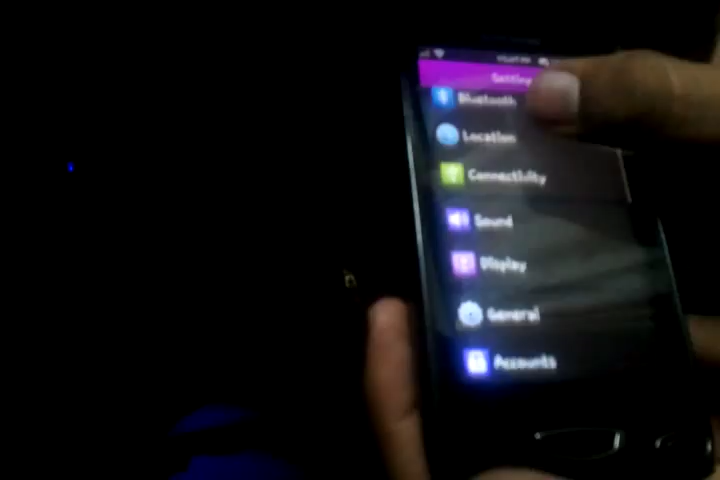 Bluetooth
Location
Connectivity
Sound
Display
General
Accounts